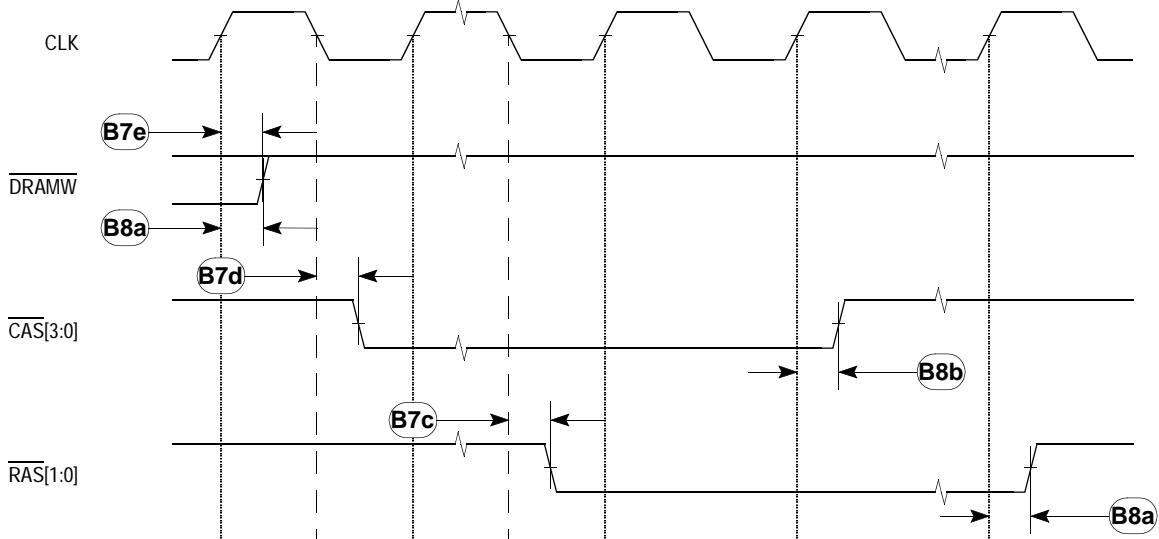 CLK
B7e
DRAMW
B8a
B7d
CAS[3:0]
B8b
B7c
RAS[1:0]
B8a